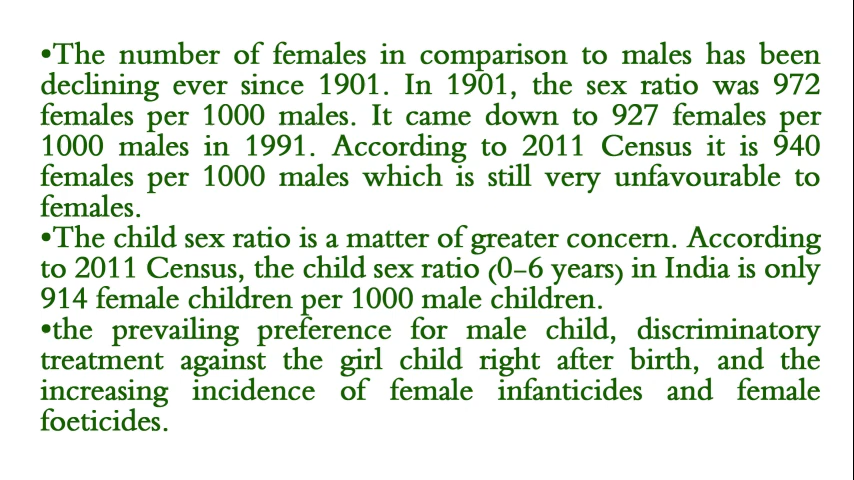 •The number of females in comparison to males has been
declining ever since 1901. In 1901, the sex ratio was 972
females per 1000 males. It came down to 927 females per
1000 males in 1991. According to 2011 Census it is 940
females per 1000 males which is still very unfavourable to
females.
•The child sex ratio is a matter of greater concern. According
to 2011 Census, the child sex ratio (0–6 years) in India is only
914 female children per 1000 male children.
•the prevailing preference for male child, discriminatory
treatment against the girl child right after birth, and the
increasing incidence of female infanticides and female
foeticides.